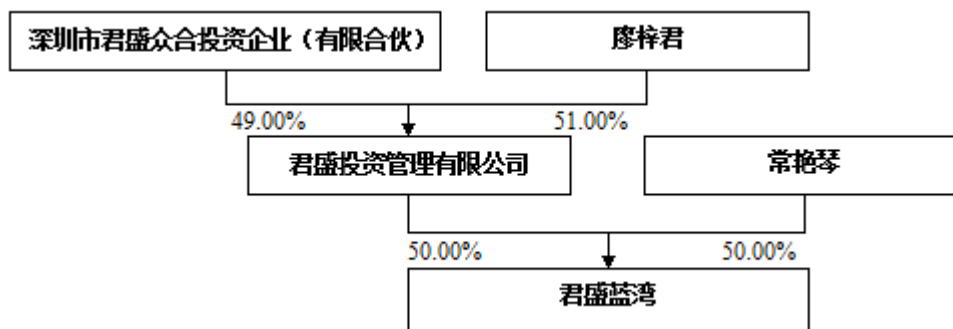 深圳市君盛众合投资企业（有限合伙）
廖梓君
49.00%
51.00%
君盛投资管理有限公司
常艳琴
50.00%
50.00%
君盛蓝湾